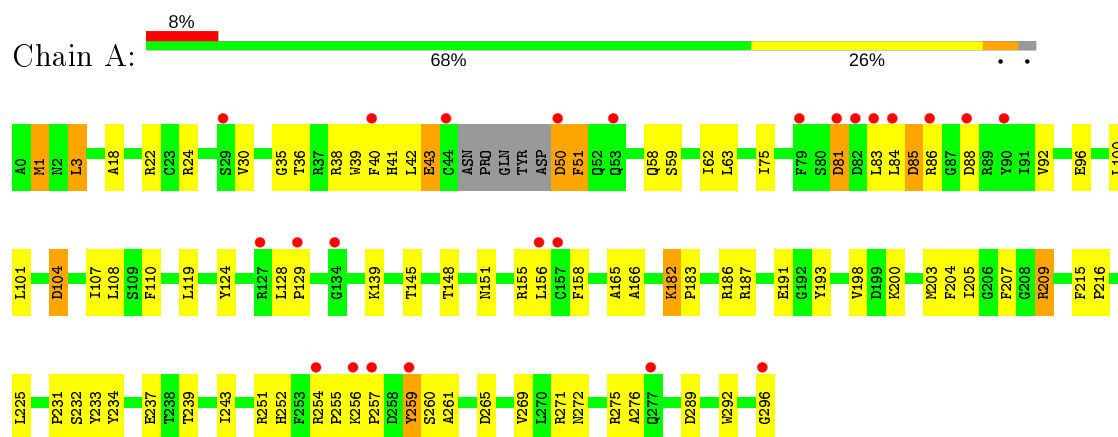 8%
Chain A:
68% 26% • •
A0 M1 N2 L3 A18 R22 C23 R24 S29 V30 G35 T36 R37 R38 W39 F40 H41 L42 E43 C44 ASN PRO GLN TYR ASP D50 F51 Q52 Q53 Q58 S59 I62 L63 I75 F79 S80 D81 D82 L83 L84 D85 R86 G87 D88 R89 Y90 I91 V92 E96 L100
L101 D104 I107 L108 S109 F110 L119 Y124 R127 L128 P129 G134 K139 T145 T148 N151 R155 L156 C157 F158 A165 A166 K182 P183 R186 R187 E191 G192 Y193 V198 D199 K200 M203 F204 I205 G206 F207 G208 R209 F215 P216
L225 P231 S232 Y233 Y234 E237 T238 T239 I243 R251 H252 F253 R254 P255 K256 P257 D258 Y259 S260 A261 D265 V269 L270 R271 N272 R275 A276 Q277 D289 W292 G296